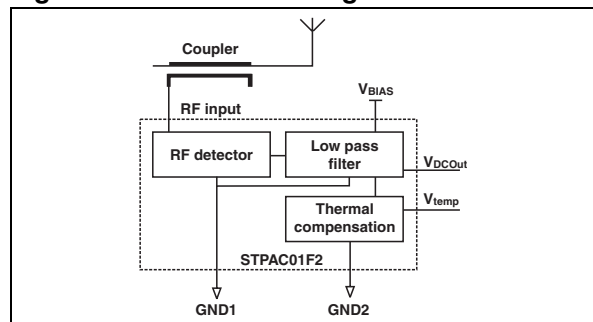 Coupler
RF input
VBIAS
RF detector
Low pass
filter
VDCOut
Thermal
compensation
Vtemp
STPAC01F2
GND1
GND2